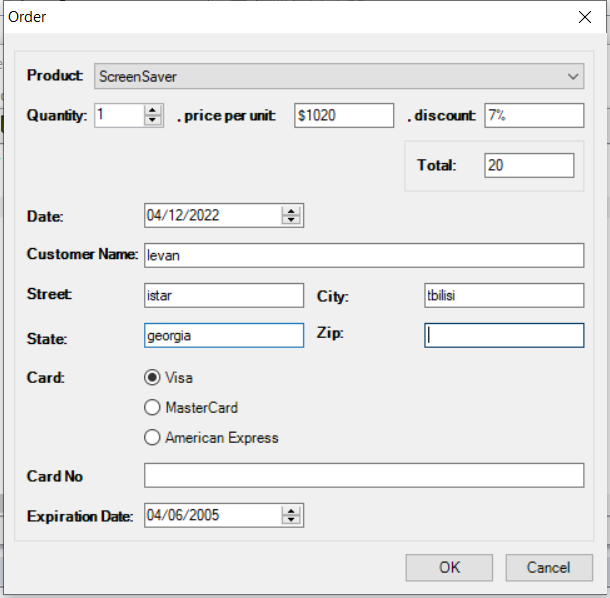 Order
Product: ScreenSaver
Quantity: 1 . price per unit: $1020 . discount: 7%
Total: 20
Date: 04/12/2022
Customer Name: levan
Street: istar City: tbilisi
State: georgia Zip:
Card: Visa
MasterCard
American Express
Card No
Expiration Date: 04/06/2005
OK Cancel